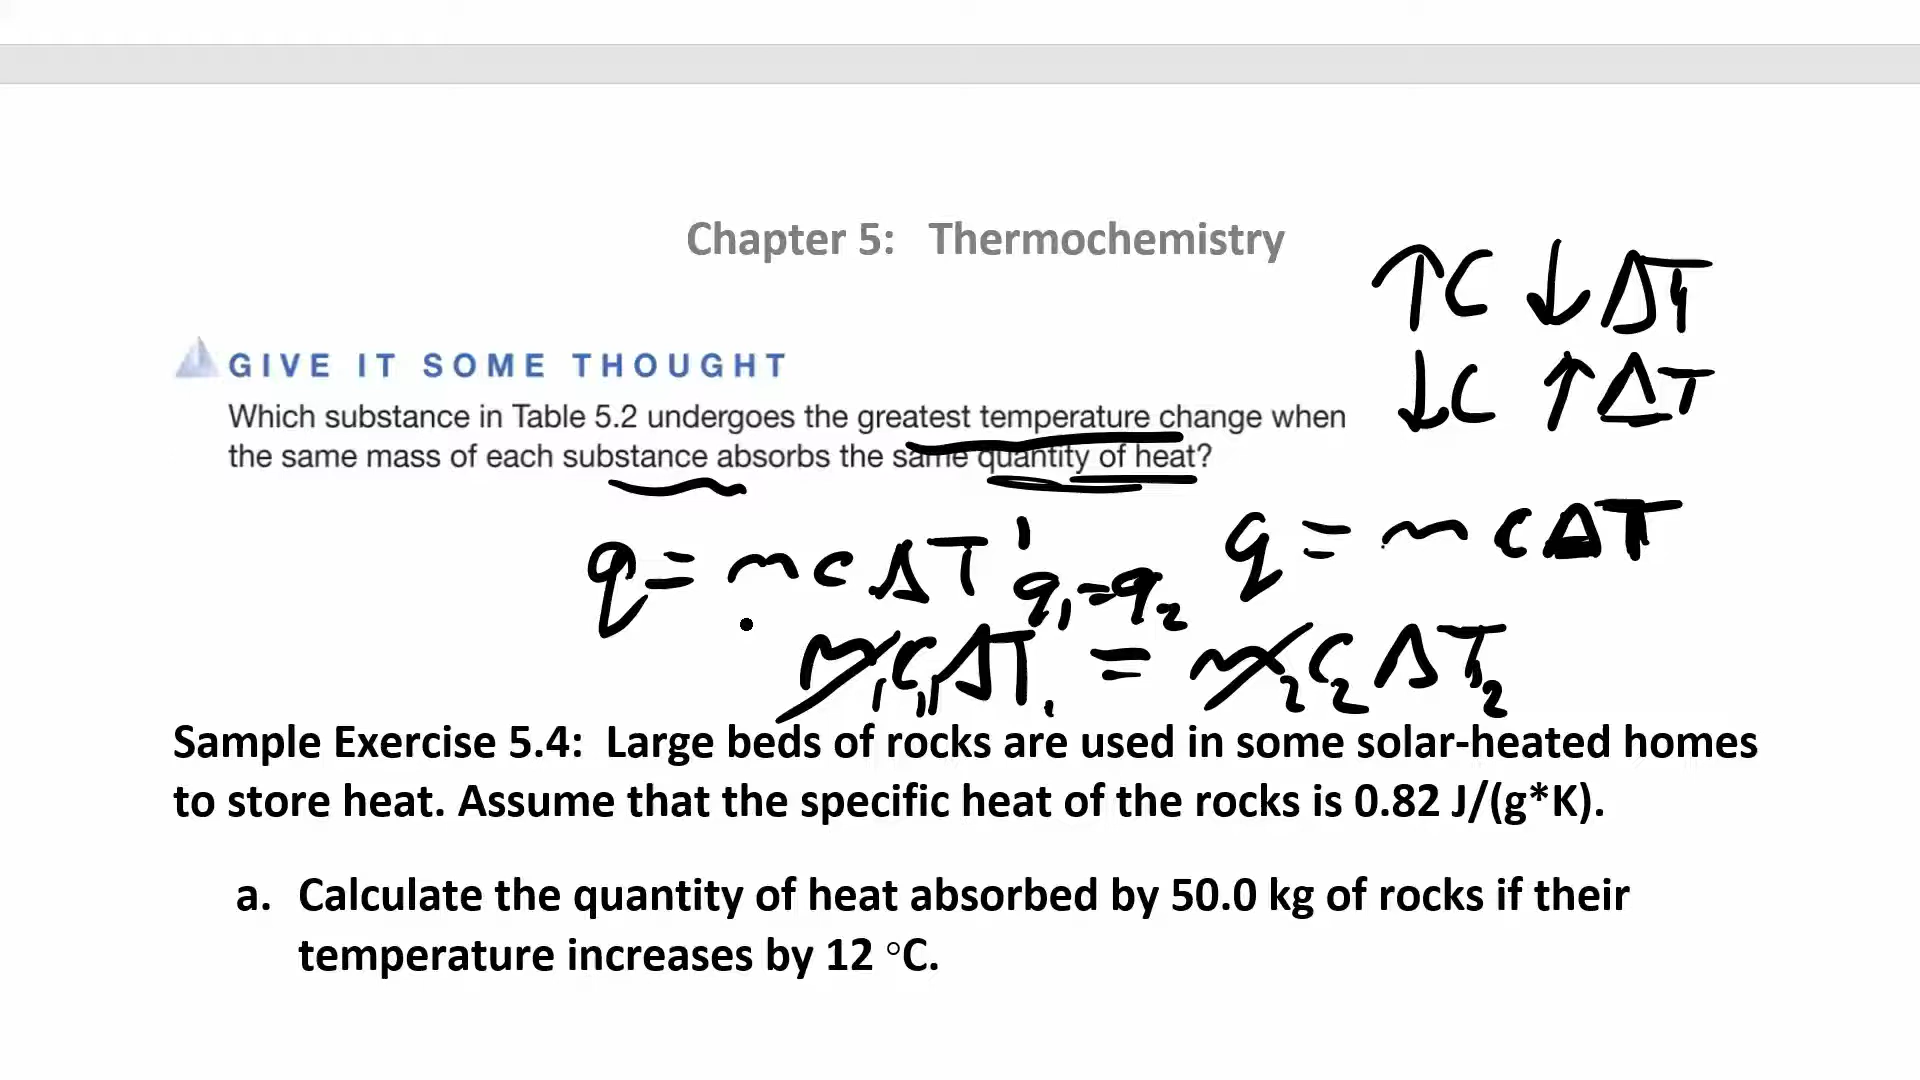 Chapter 5: Thermochemistry
↑C ↓ΔT
↓C ↑ΔT
GIVE IT SOME THOUGHT
Which substance in Table 5.2 undergoes the greatest temperature change when
the same mass of each substance absorbs the same quantity of heat?
q = mcΔT
q = mcΔT
q₁=q₂
m₁c₁ΔT₁ = m₂c₂ΔT₂
Sample Exercise 5.4: Large beds of rocks are used in some solar-heated homes
to store heat. Assume that the specific heat of the rocks is 0.82 J/(g*K).
a. Calculate the quantity of heat absorbed by 50.0 kg of rocks if their
temperature increases by 12 °C.